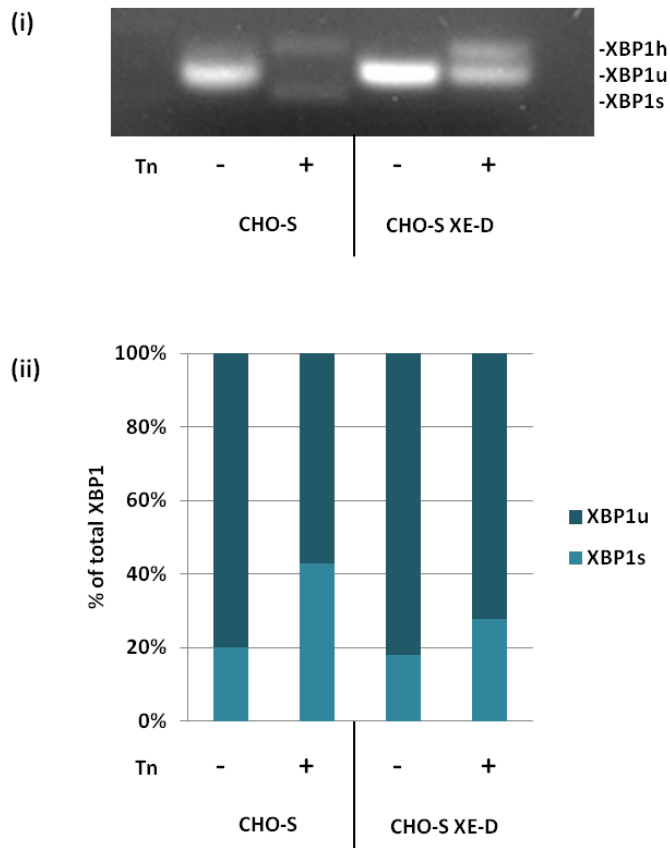 (i)
-XBP1h
-XBP1u
-XBP1s
Tn - + - +
CHO-S CHO-S XE-D
(ii)
% of total XBP1
100%
80%
60%
40%
20%
0%
XBP1u
XBP1s
Tn - + - +
CHO-S CHO-S XE-D